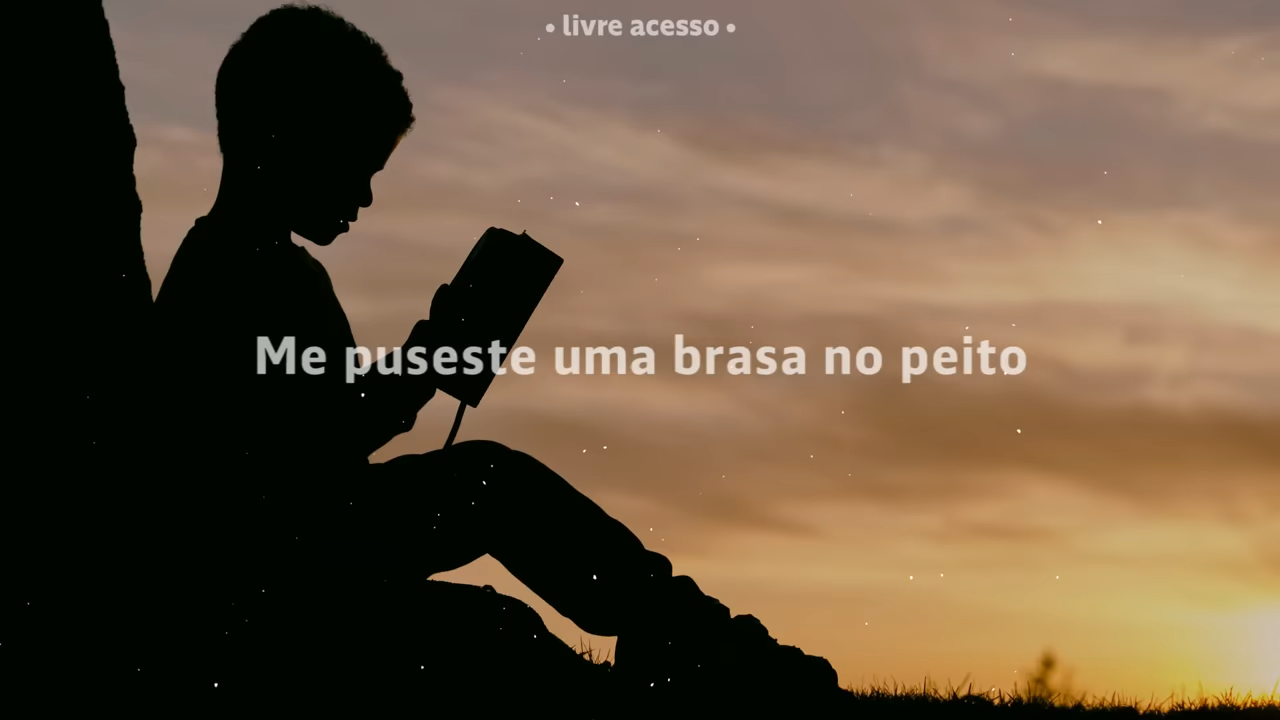 • livre acesso •
Me puseste uma brasa no peito